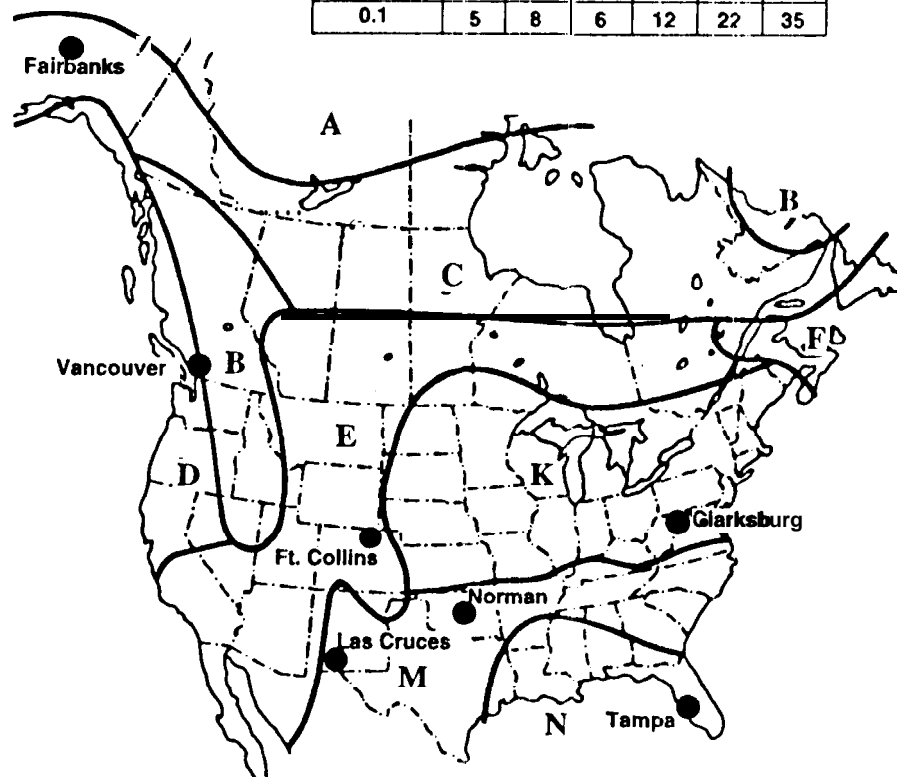 0.1 5 8 6 12 22 35
Fairbanks
A
B
C
F
Vancouver
B
E
D
K
Clarksburg
Ft. Collins
Norman
Las Cruces
M
N
Tampa